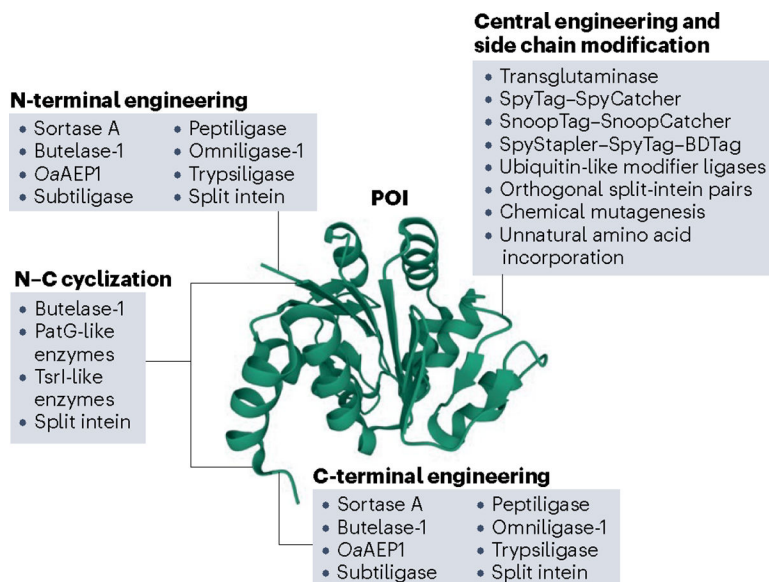 Central engineering and
side chain modification
• Transglutaminase
• SpyTag–SpyCatcher
• SnoopTag–SnoopCatcher
• SpyStapler–SpyTag–BDTag
• Ubiquitin-like modifier ligases
• Orthogonal split-intein pairs
• Chemical mutagenesis
• Unnatural amino acid
incorporation
N-terminal engineering
• Sortase A
• Butelase-1
• OaAEP1
• Subtiligase
• Peptiligase
• Omniligase-1
• Trypsiligase
• Split intein
POI
N–C cyclization
• Butelase-1
• PatG-like
enzymes
• TsrI-like
enzymes
• Split intein
C-terminal engineering
• Sortase A
• Butelase-1
• OaAEP1
• Subtiligase
• Peptiligase
• Omniligase-1
• Trypsiligase
• Split intein